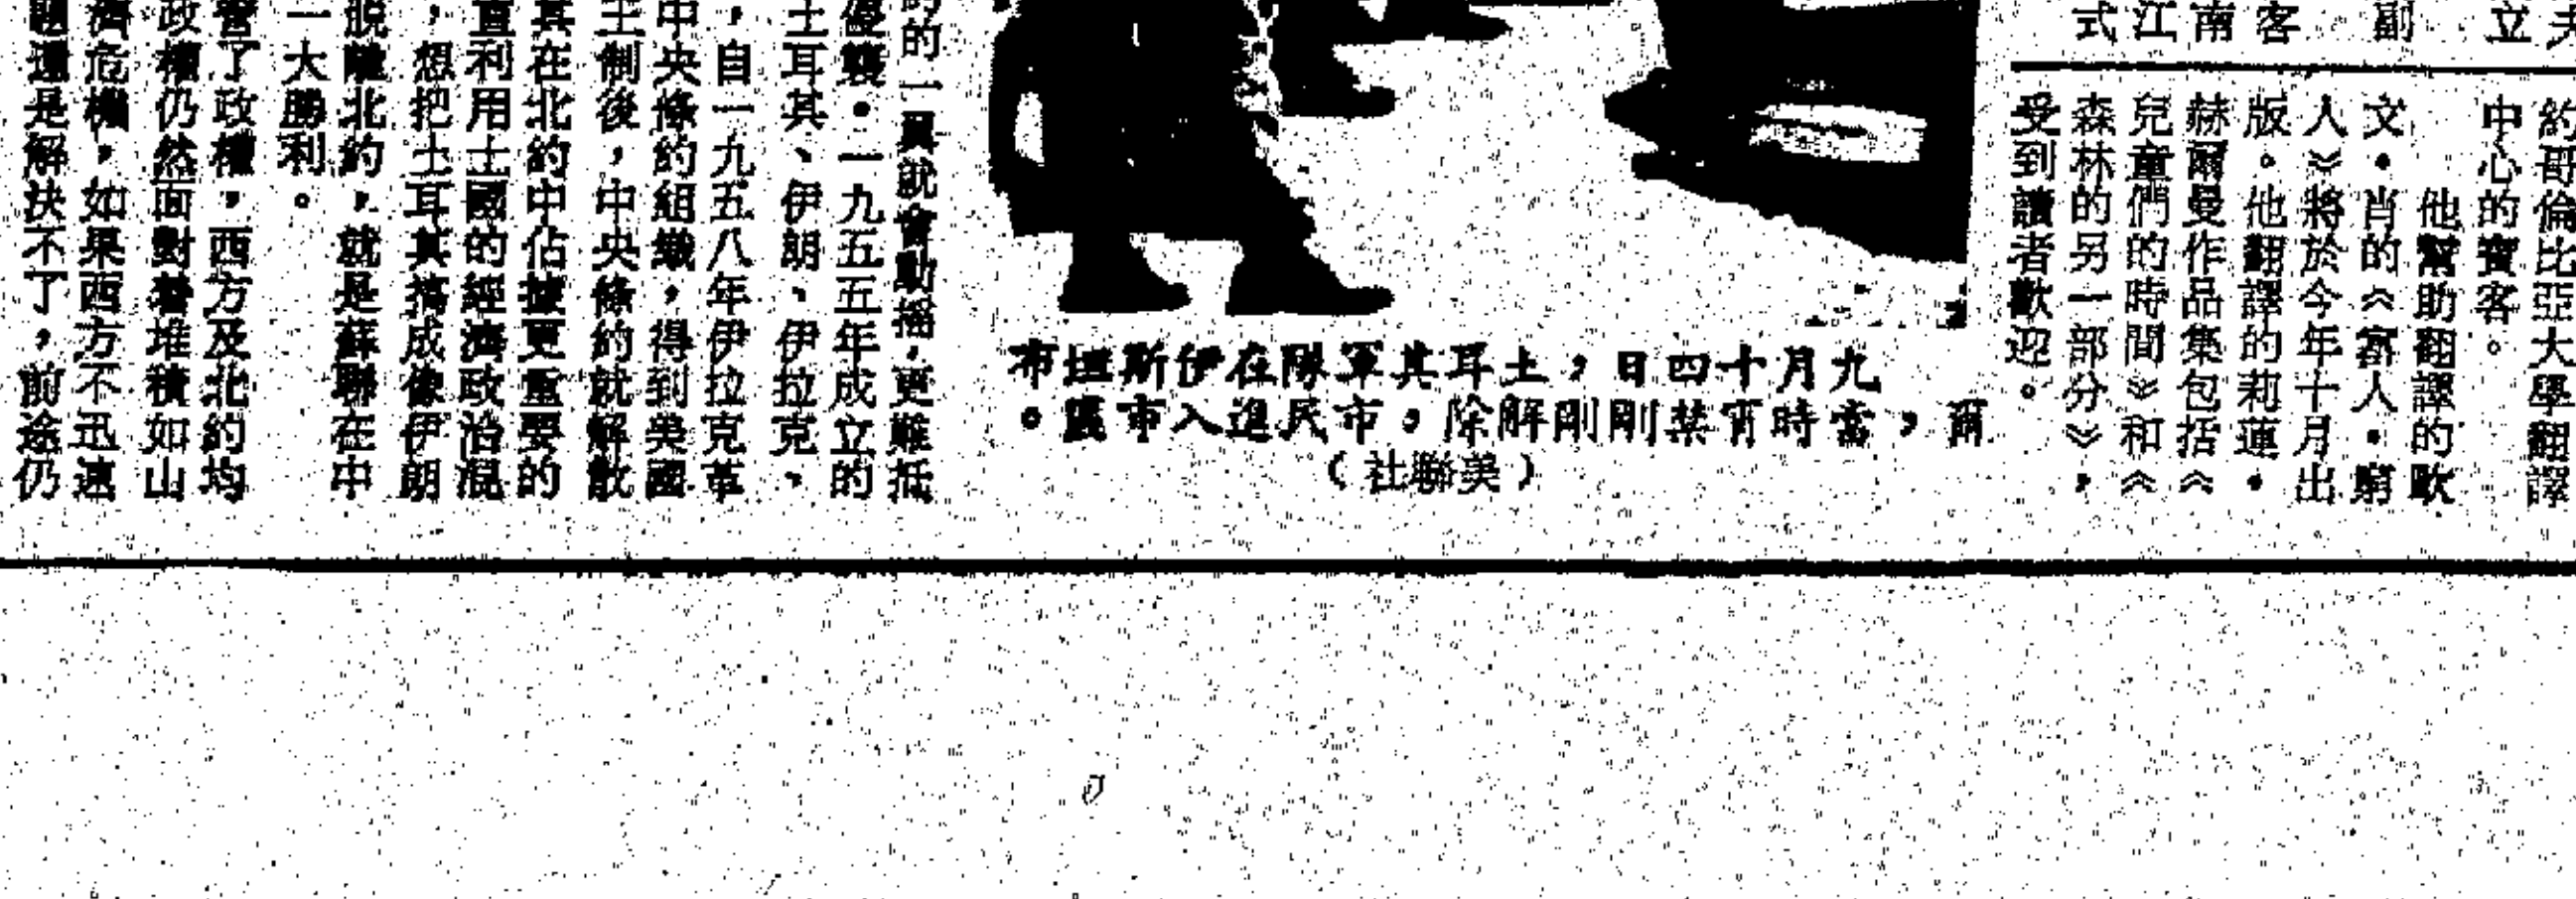 夫
立
副
客
南
江
式
約哥倫比亞大學翻譯
中心的賓客。
他幫助翻譯的歐
文·肖的《富人·窮
人》將於今年十月出
版。他翻譯的莉蓮·
赫爾曼作品集包括《
兒童們的時間》和《
森林的另一部分》,
受到讀者歡迎。
九月十四日,土耳其軍隊在伊斯坦布
爾,當時宵禁剛剛解除,市民進入市區。
(美聯社)
約的一員就會動搖,更難抵
侵襲。一九五五年成立的
土耳其、伊朗、伊拉克、
,自一九五八年伊拉克革
中央條約組織,得到美國
土制後,中央條約就解散
其在北約中佔據更重要的
直利用土國的經濟政治混
,想把土耳其搞成像伊朗
脫離北約,就是蘇聯在中
一大勝利。
管了政權,西方及北約均
政權仍然面對着堆積如山
濟危機,如果西方不迅速
題還是解決不了,前途仍